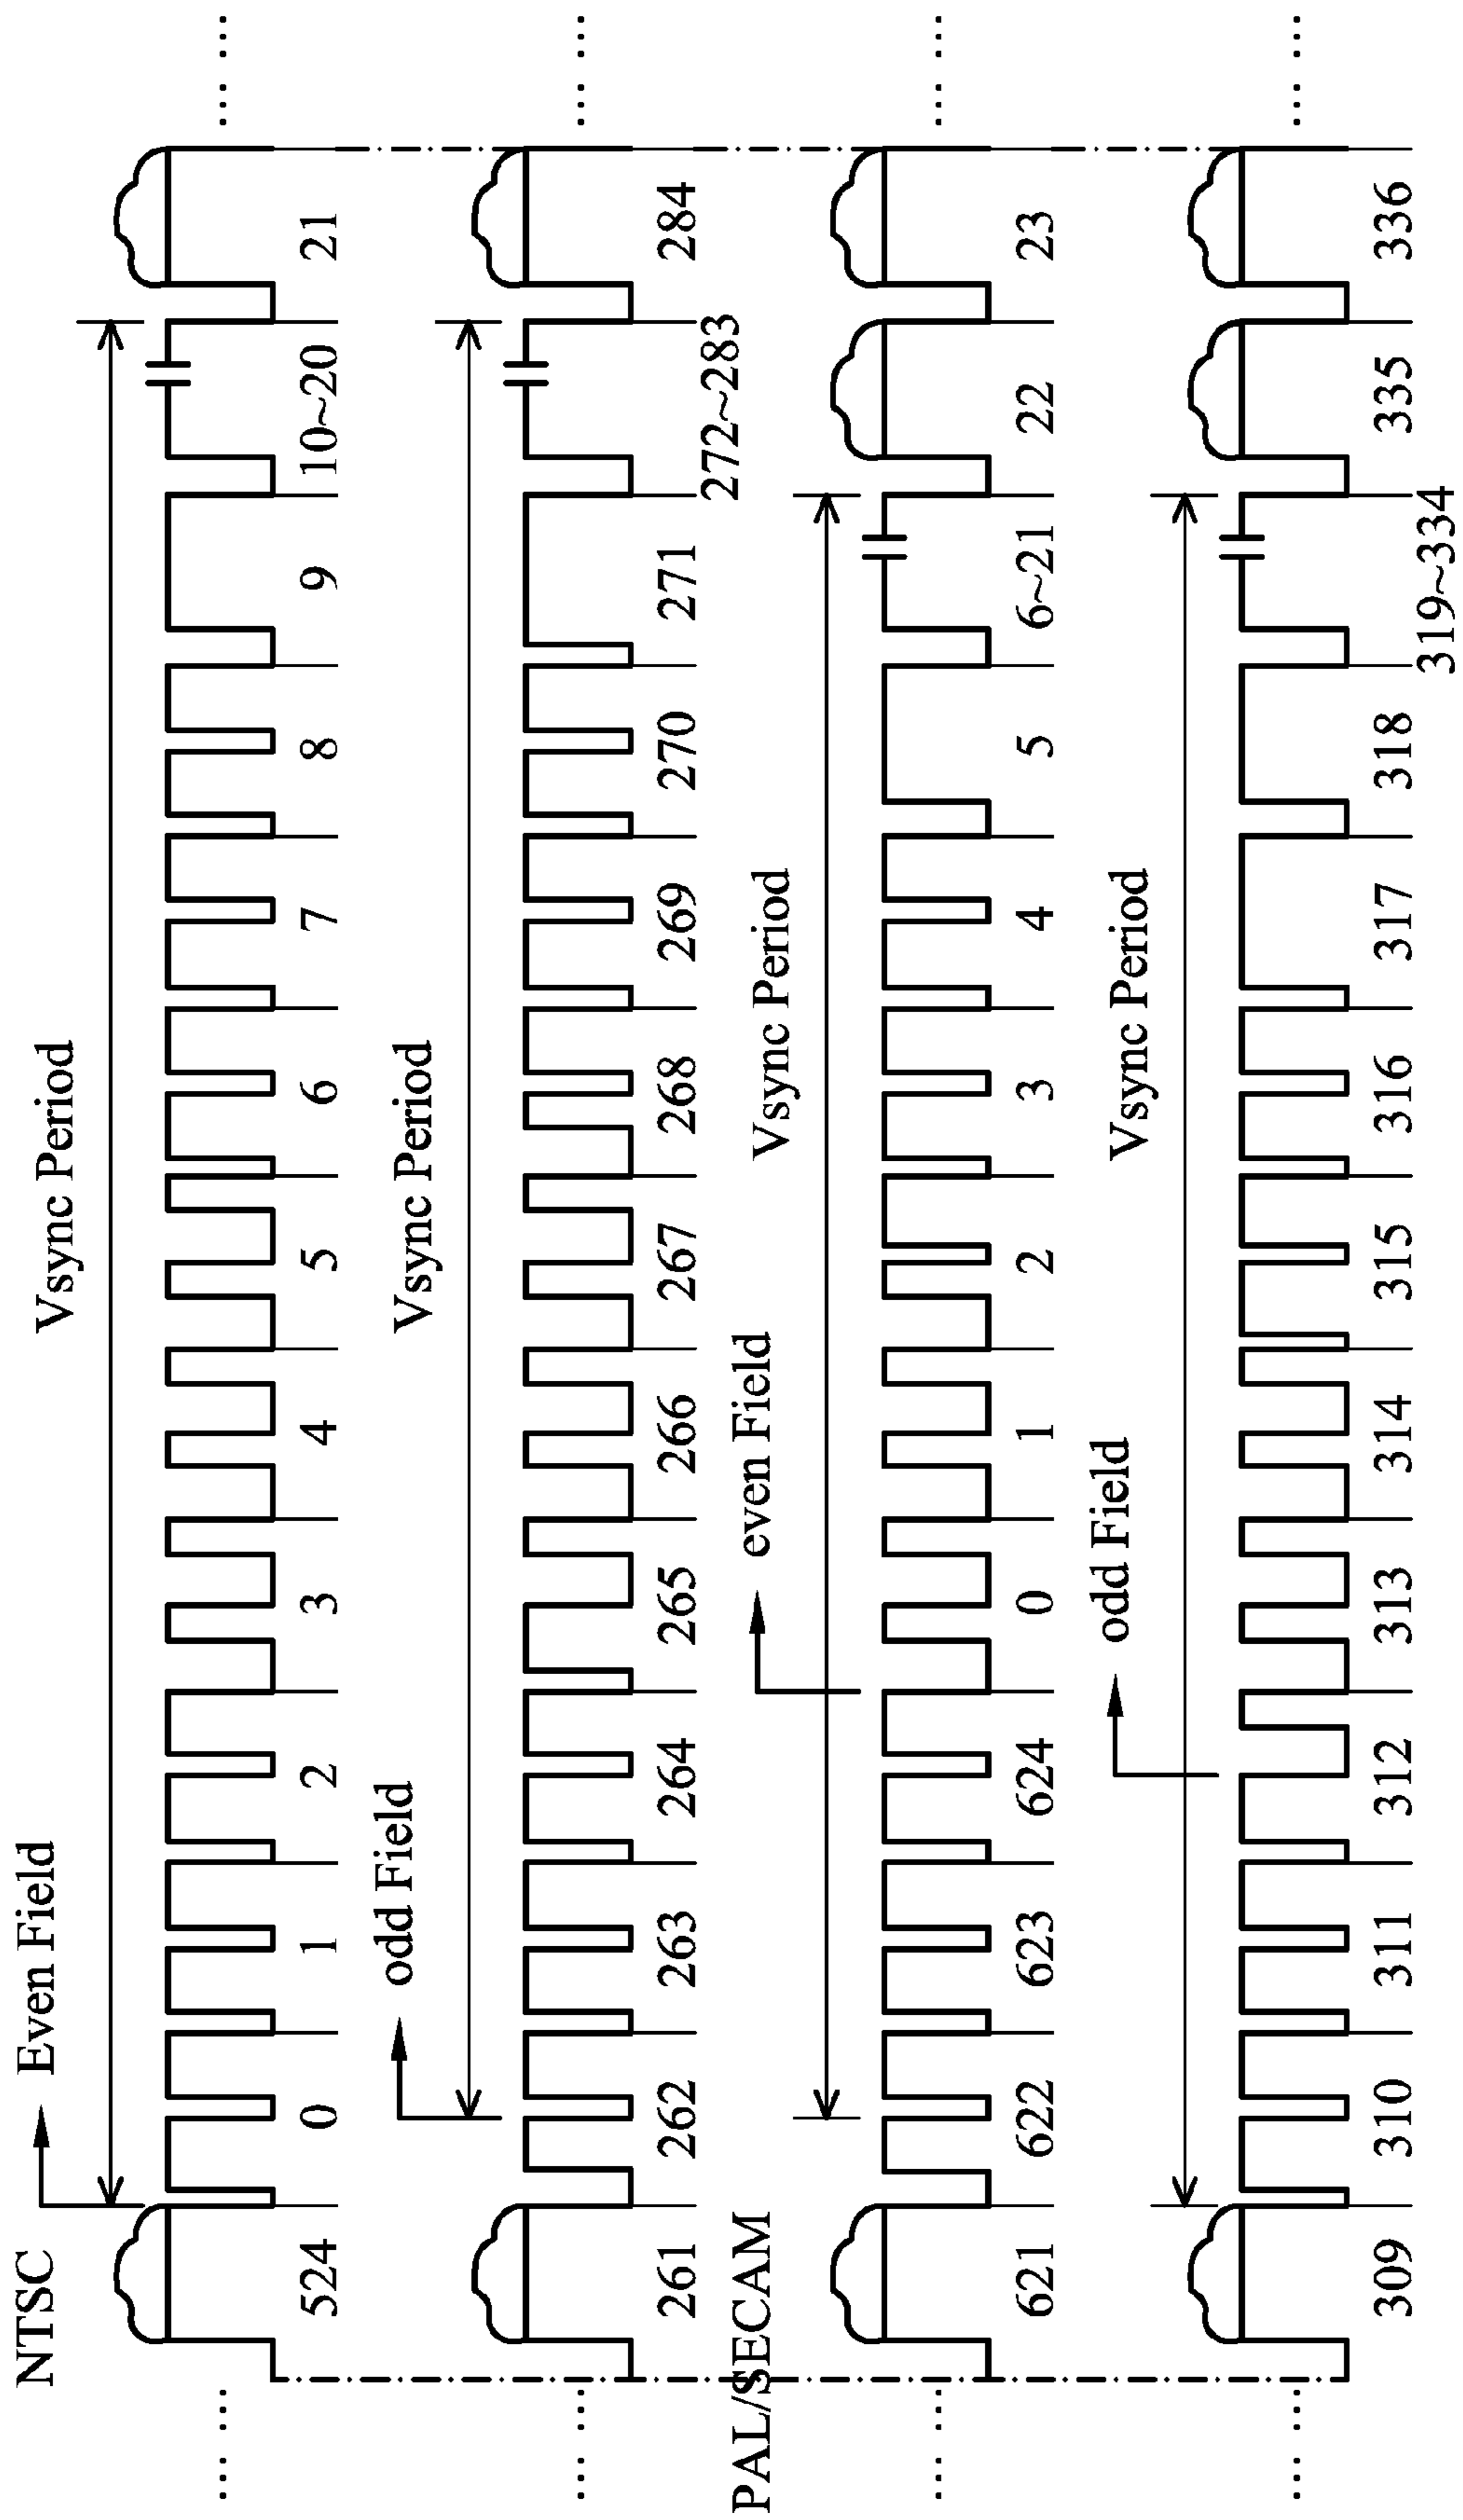 NTSC
Even Field
Vsync Period
524 0 1 2 3 4 5 6 7 8 9 10~20 21
odd Field
Vsync Period
261 262 263 264 265 266 267 268 269 270 271 272~283 284
PAL/SECAM
even Field
Vsync Period
621 622 623 624 0 1 2 3 4 5 6~21 22 23
odd Field
Vsync Period
309 310 311 312 313 314 315 316 317 318 319~334 335 336